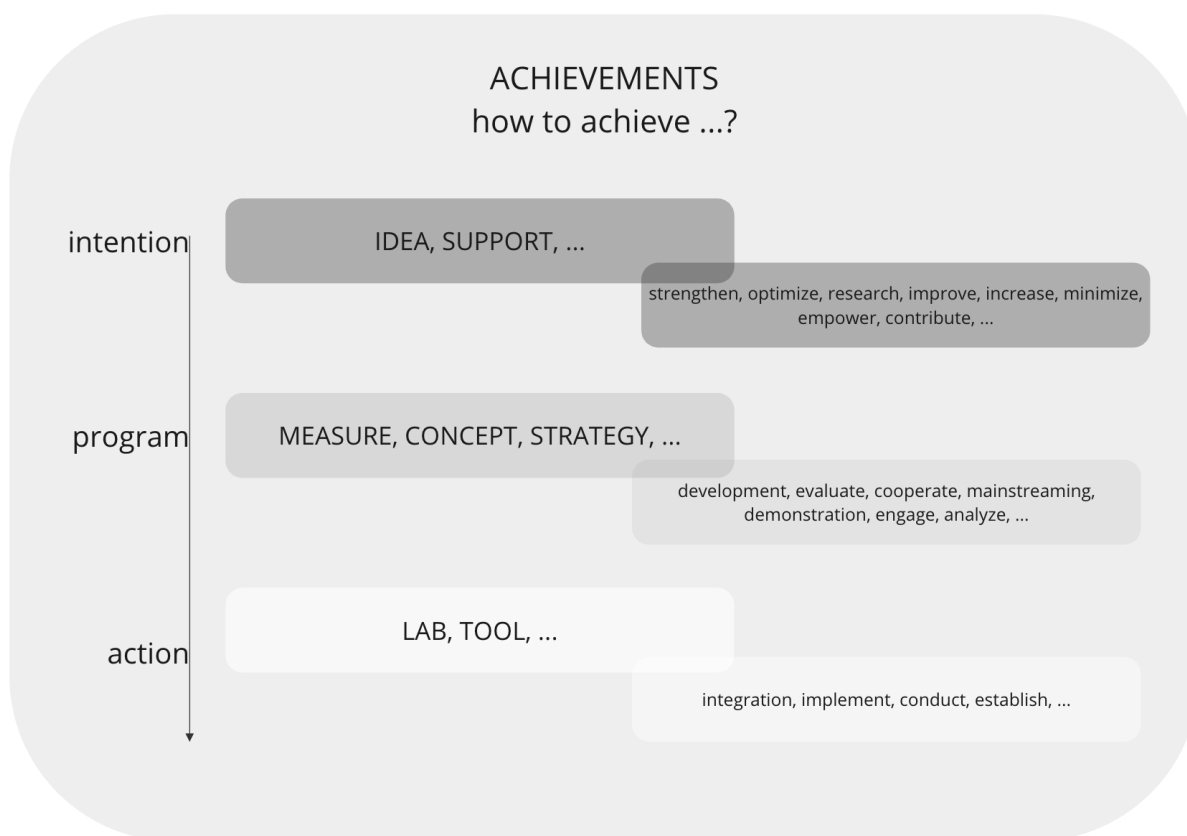 ACHIEVEMENTS
how to achieve ...?
intention
IDEA, SUPPORT, ...
strengthen, optimize, research, improve, increase, minimize,
empower, contribute, ...
program
MEASURE, CONCEPT, STRATEGY, ...
development, evaluate, cooperate, mainstreaming,
demonstration, engage, analyze, ...
action
LAB, TOOL, ...
integration, implement, conduct, establish, ...